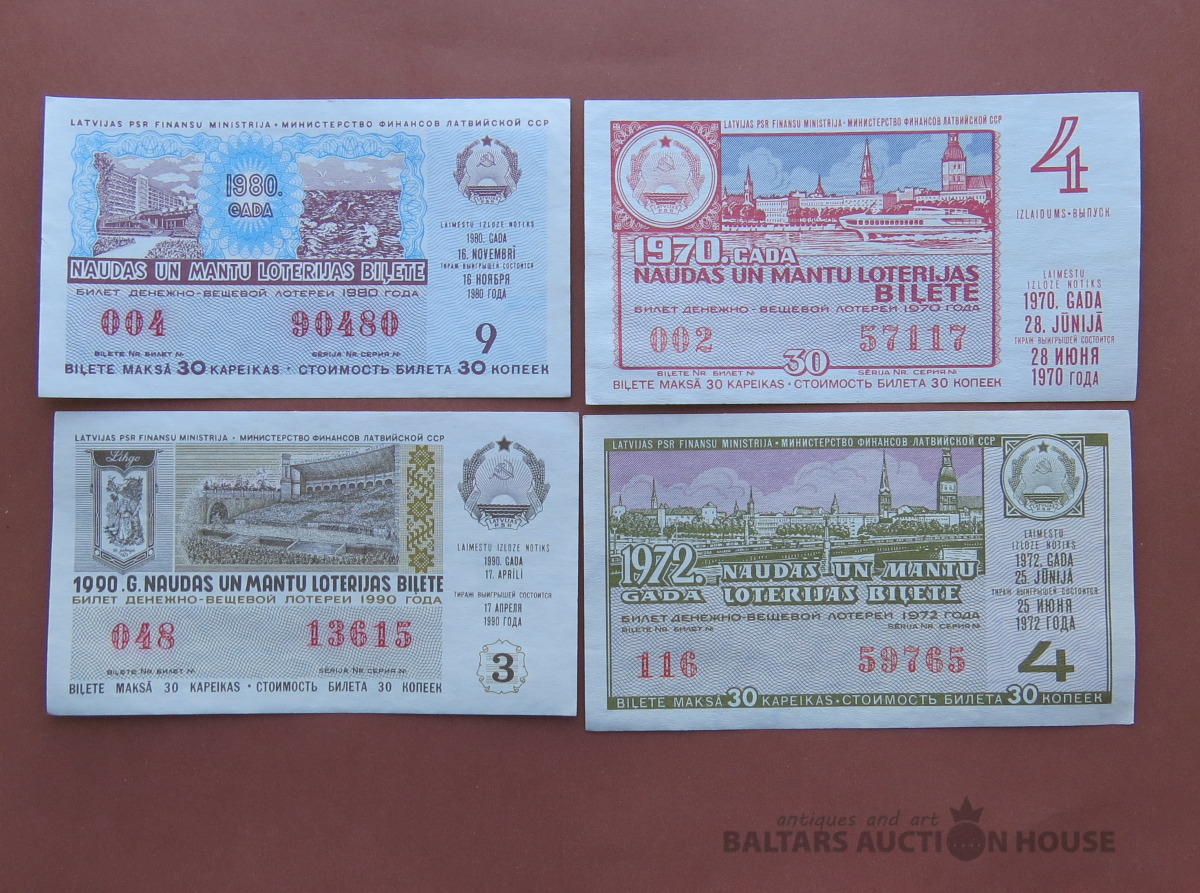 LATVIJAS PSR FINANSU MINISTRIJA • МИНИСТЕРСТВО ФИНАНСОВ ЛАТВИЙСКОЙ ССР
1980.
GADA
LAIMESTU IZLOZE NOTIKS
1980. GADA
16. NOVEMBRĪ
ТИРАЖ ВЫИГРЫШЕЙ СОСТОИТСЯ
16 НОЯБРЯ
1980 ГОДА
NAUDAS UN MANTU LOTERIJAS BIĻETE
БИЛЕТ ДЕНЕЖНО-ВЕЩЕВОЙ ЛОТЕРЕИ 1980 ГОДА
004 90480
9
BIĻETE NR. БИЛЕТ № SĒRIJA NR. СЕРИЯ №
BIĻETE MAKSĀ 30 KAPEIKAS • СТОИМОСТЬ БИЛЕТА 30 КОПЕЕК
LATVIJAS PSR FINANSU MINISTRIJA • МИНИСТЕРСТВО ФИНАНСОВ ЛАТВИЙСКОЙ ССР
4
IZLAIDUMS • ВЫПУСК
1970. GADA
NAUDAS UN MANTU LOTERIJAS
BIĻETE
БИЛЕТ ДЕНЕЖНО-ВЕЩЕВОЙ ЛОТЕРЕИ 1970 ГОДА
002 57117
30
BIĻETE NR. БИЛЕТ № SĒRIJA NR. СЕРИЯ №
BIĻETE MAKSĀ 30 KAPEIKAS • СТОИМОСТЬ БИЛЕТА 30 КОПЕЕК
LAIMESTU
IZLOZE NOTIKS
1970. GADA
28. JŪNIJĀ
ТИРАЖ ВЫИГРЫШЕЙ СОСТОИТСЯ
28 ИЮНЯ
1970 ГОДА
LATVIJAS PSR FINANSU MINISTRIJA • МИНИСТЕРСТВО ФИНАНСОВ ЛАТВИЙСКОЙ ССР
Līhgo
LATVIJAS
PSR
LAIMESTU IZLOZE NOTIKS
1990. GADA
17. APRĪLĪ
ТИРАЖ ВЫИГРЫШЕЙ СОСТОИТСЯ
17 АПРЕЛЯ
1990 ГОДА
1990.G. NAUDAS UN MANTU LOTERIJAS BIĻETE
БИЛЕТ ДЕНЕЖНО-ВЕЩЕВОЙ ЛОТЕРЕИ 1990 ГОДА
048 13615
3
BIĻETE NR. БИЛЕТ № SĒRIJA NR. СЕРИЯ №
BIĻETE MAKSĀ 30 KAPEIKAS • СТОИМОСТЬ БИЛЕТА 30 КОПЕЕК
LATVIJAS PSR FINANSU MINISTRIJA • МИНИСТЕРСТВО ФИНАНСОВ ЛАТВИЙСКОЙ ССР
LAIMESTU
IZLOZE NOTIKS
1972. GADA
25. JŪNIJĀ
ТИРАЖ ВЫИГРЫШЕЙ СОСТОИТСЯ
25 ИЮНЯ
1972 ГОДА
1972. NAUDAS UN MANTU
GADA LOTERIJAS BIĻETE
БИЛЕТ ДЕНЕЖНО-ВЕЩЕВОЙ ЛОТЕРЕИ 1972 ГОДА
BIĻETE NR. БИЛЕТ № SĒRIJA NR. СЕРИЯ №
116 59765
4
BIĻETE MAKSĀ 30 KAPEIKAS • СТОИМОСТЬ БИЛЕТА 30 КОПЕЕК
antiques and art
BALTARS AUCTION HOUSE